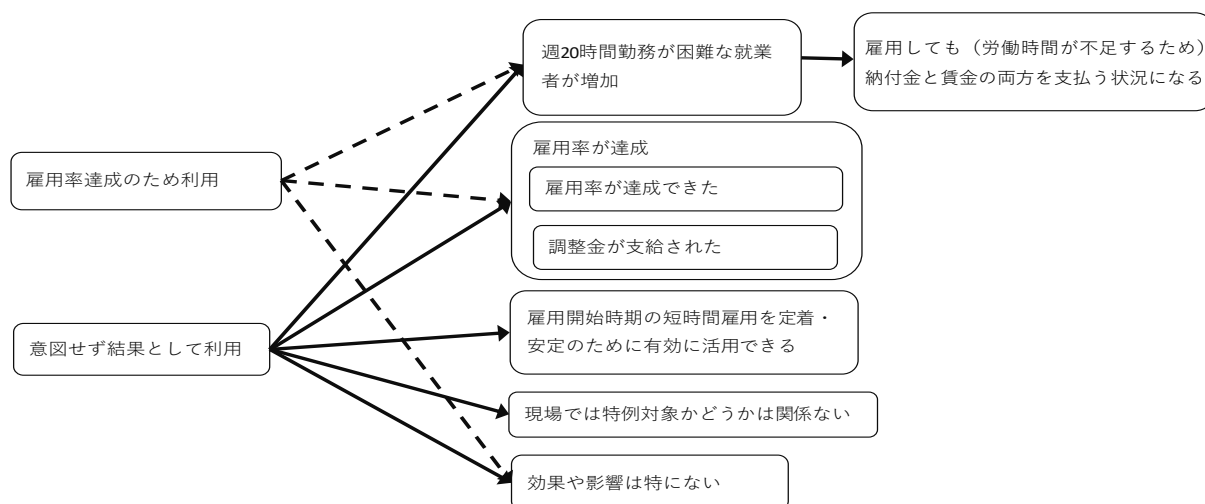 週20時間勤務が困難な就業
者が増加
雇用しても（労働時間が不足するため）
納付金と賃金の両方を支払う状況になる
雇用率達成のため利用
雇用率が達成
雇用率が達成できた
調整金が支給された
意図せず結果として利用
雇用開始時期の短時間雇用を定着・
安定のために有効に活用できる
現場では特例対象かどうかは関係ない
効果や影響は特にない